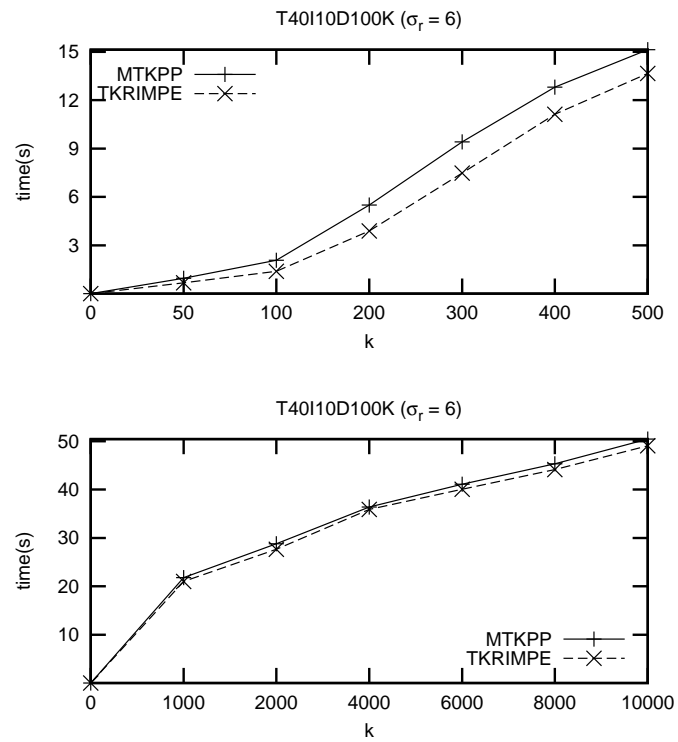 T40I10D100K (σr = 6)
15
12
9
6
3
time(s)
MTKPP
TKRIMPE
0 50 100 200 300 400 500
k
T40I10D100K (σr = 6)
50
40
30
20
10
time(s)
MTKPP
TKRIMPE
0 1000 2000 4000 6000 8000 10000
k